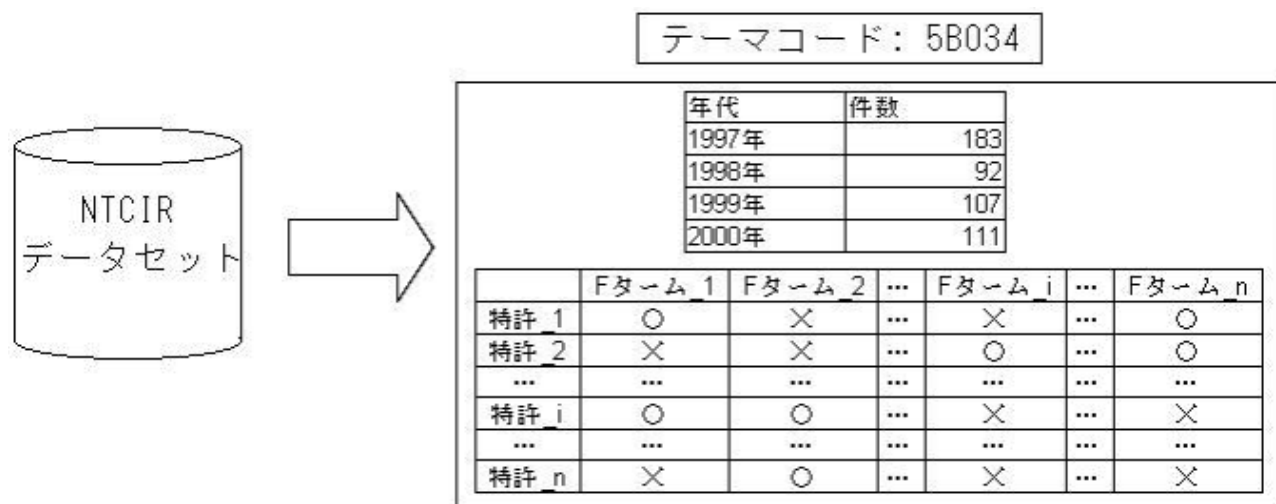 テーマコード: 5B034
年代 件数
1997年 183
1998年 92
1999年 107
2000年 111
NTCIR
データセット
Fターム_1 Fターム_2 … Fターム_i … Fターム_n
特許_1 ○ × … × … ○
特許_2 × × … ○ … ○
… … … … … … …
特許_i ○ ○ … × … ×
… … … … … … …
特許_n × ○ … × … ×